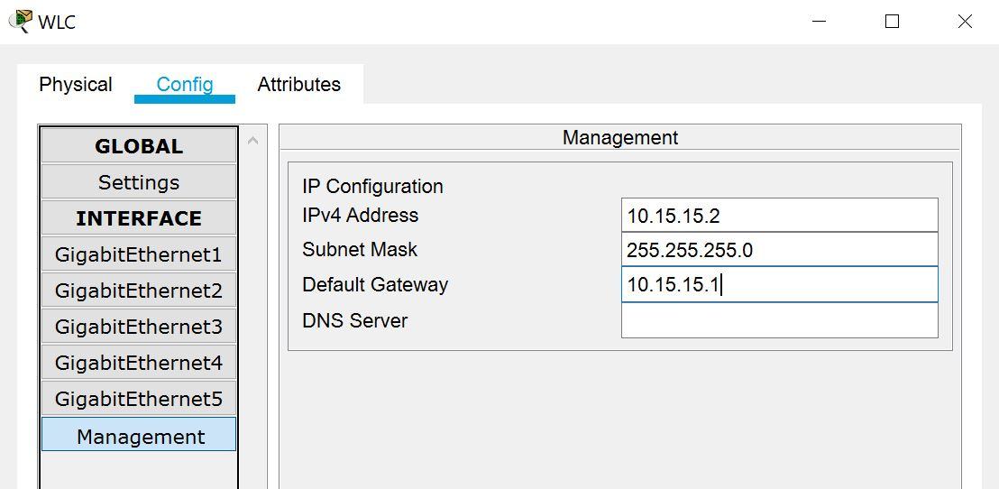 WLC
Physical Config Attributes
GLOBAL
Settings
INTERFACE
GigabitEthernet1
GigabitEthernet2
GigabitEthernet3
GigabitEthernet4
GigabitEthernet5
Management
Management
IP Configuration
IPv4 Address 10.15.15.2
Subnet Mask 255.255.255.0
Default Gateway 10.15.15.1
DNS Server